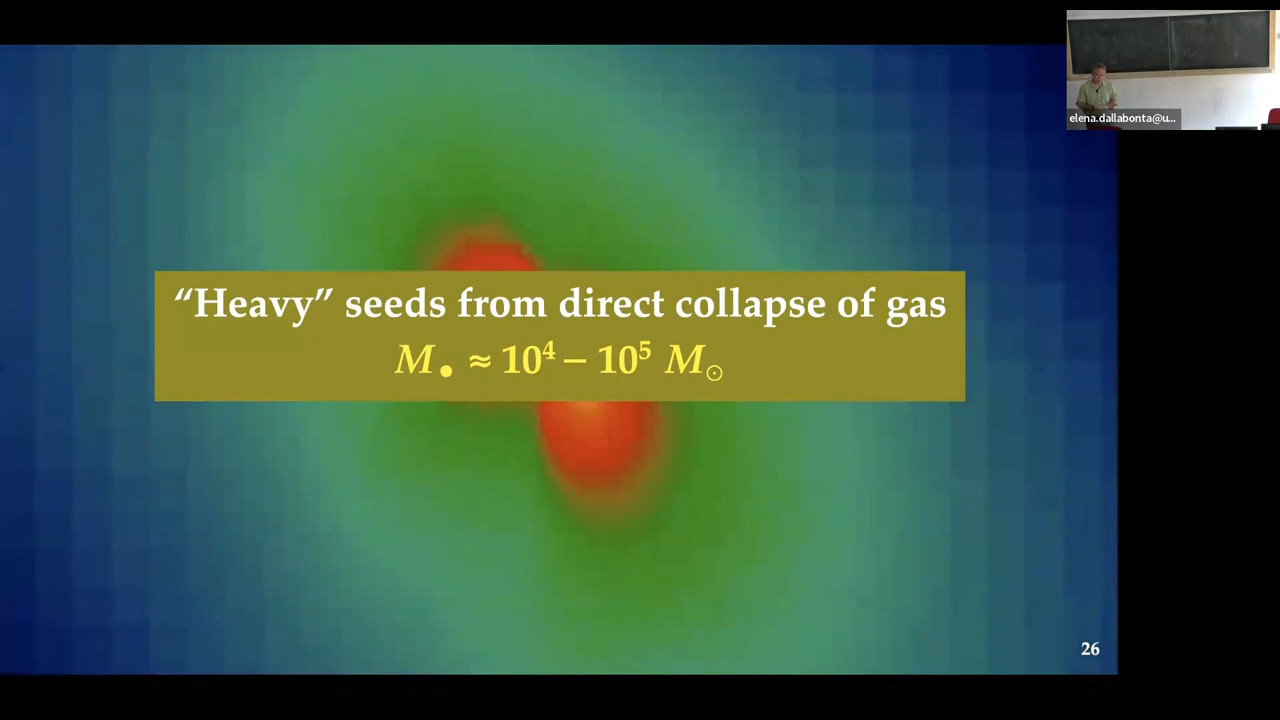 “Heavy” seeds from direct collapse of gas
M• ≈ 10⁴ – 10⁵ M☉
26
elena.dallabonta@u...